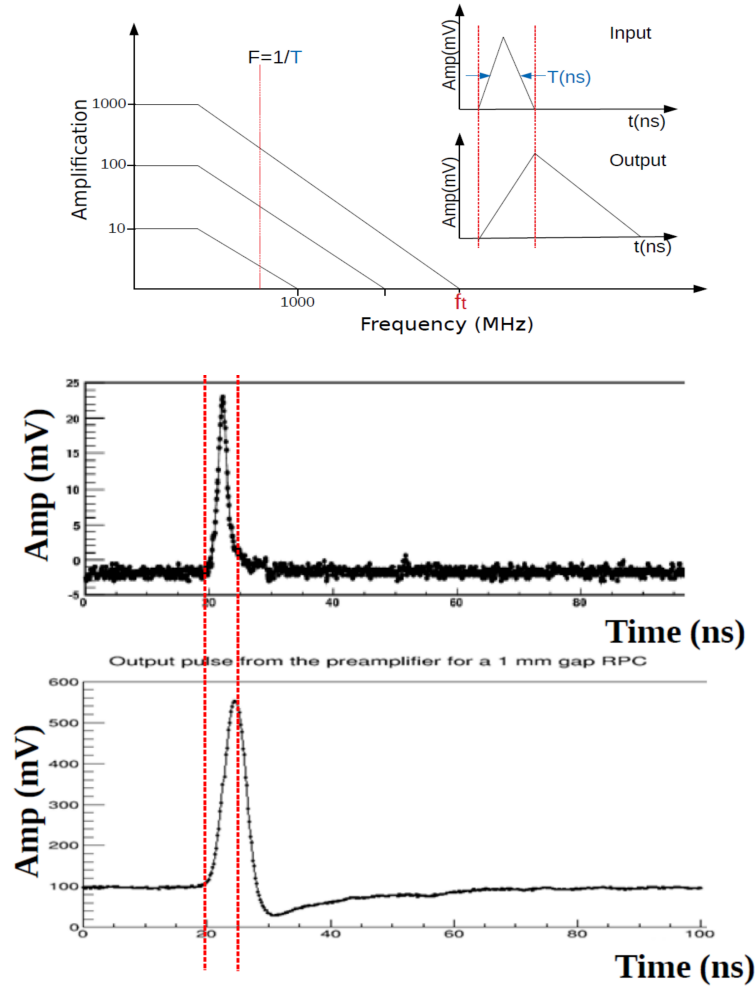 F=1/T
Amplification
1000
100
10
1000
ft
Frequency (MHz)
Amp(mV)
Input
T(ns)
t(ns)
Amp(mV)
Output
t(ns)
Amp (mV)
25
20
15
10
5
0
-5
0
20
40
60
80
Time (ns)
Output pulse from the preamplifier for a 1 mm gap RPC
Amp (mV)
600
500
400
300
200
100
0
0
20
40
60
80
100
Time (ns)